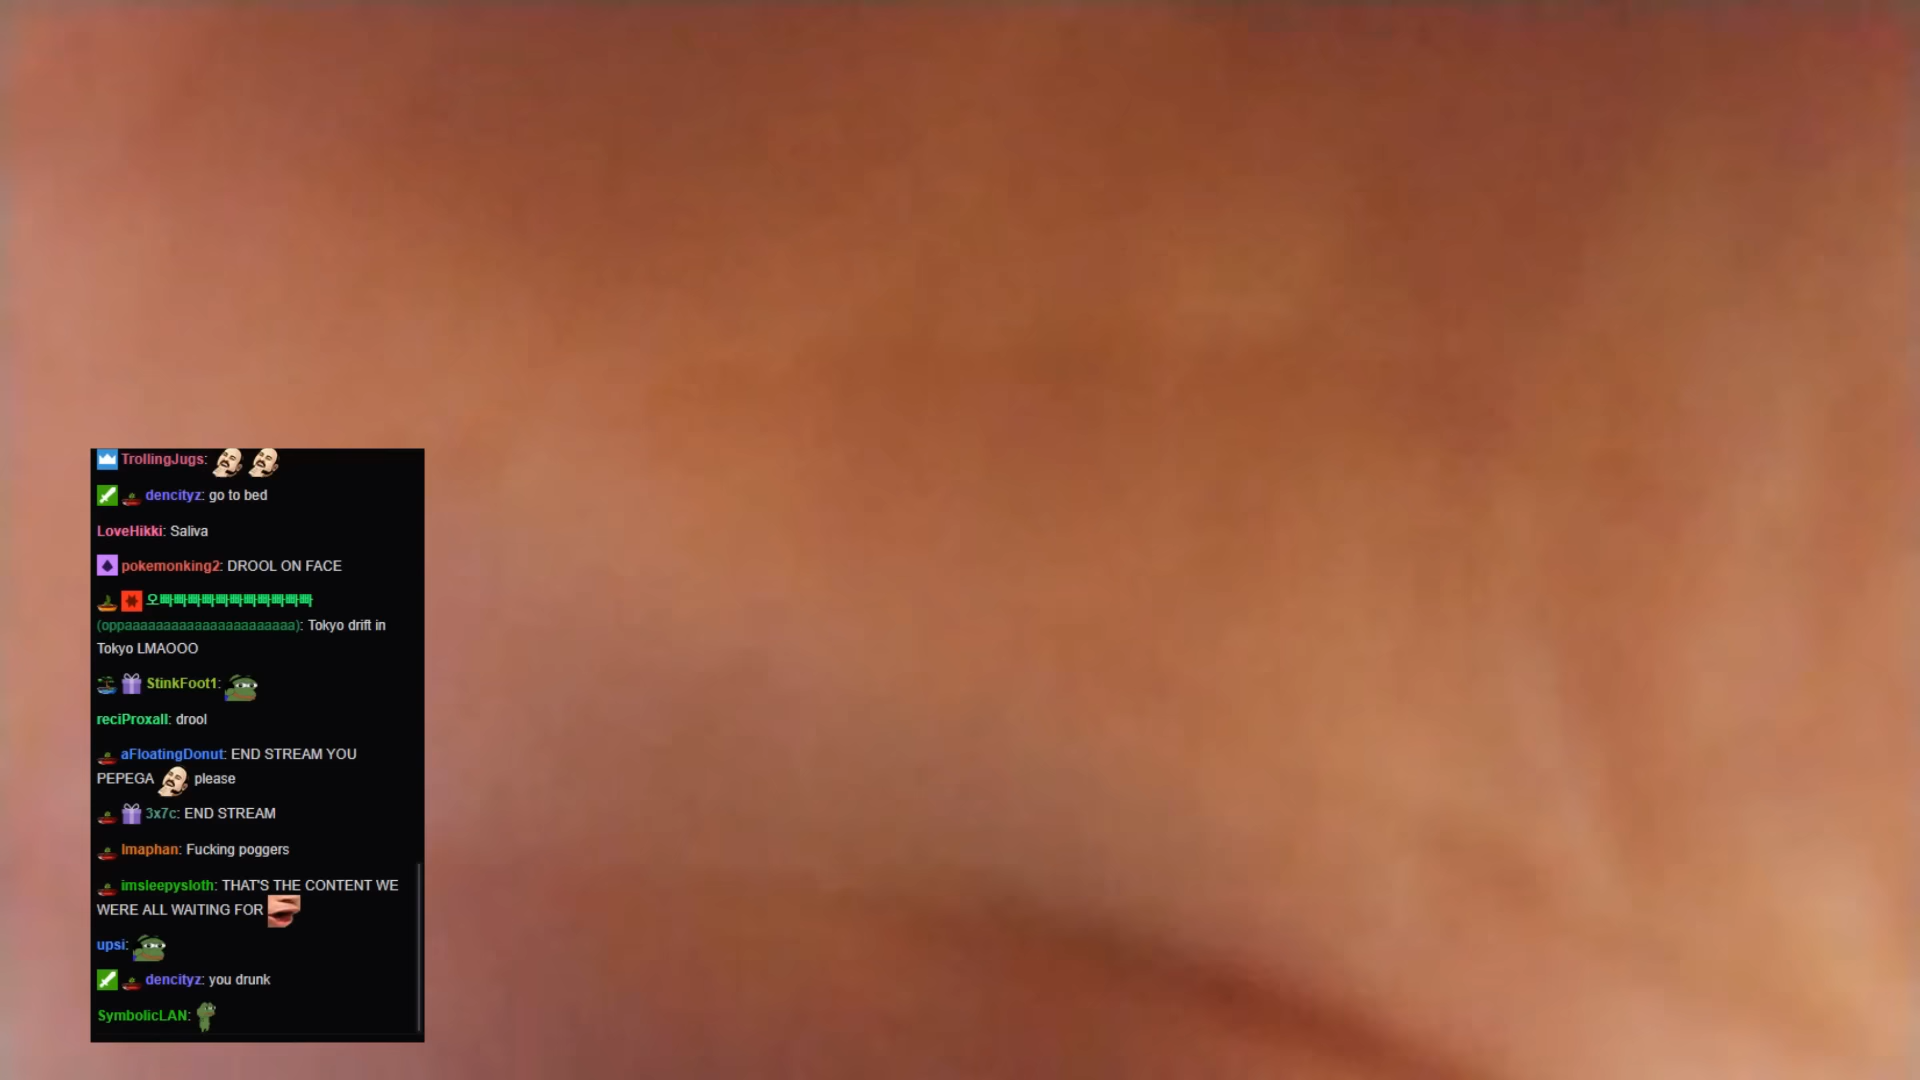 TrollingJugs:
dencityz: go to bed
LoveHikki: Saliva
pokemonking2: DROOL ON FACE
오빠빠빠빠빠빠빠빠빠빠빠
(oppaaaaaaaaaaaaaaaaaaaaaa): Tokyo drift in
Tokyo LMAOOO
StinkFoot1:
reciProxall: drool
aFloatingDonut: END STREAM YOU
PEPEGA please
3x7c: END STREAM
lmaphan: Fucking poggers
imsleepysloth: THAT'S THE CONTENT WE
WERE ALL WAITING FOR
upsi:
dencityz: you drunk
SymbolicLAN: